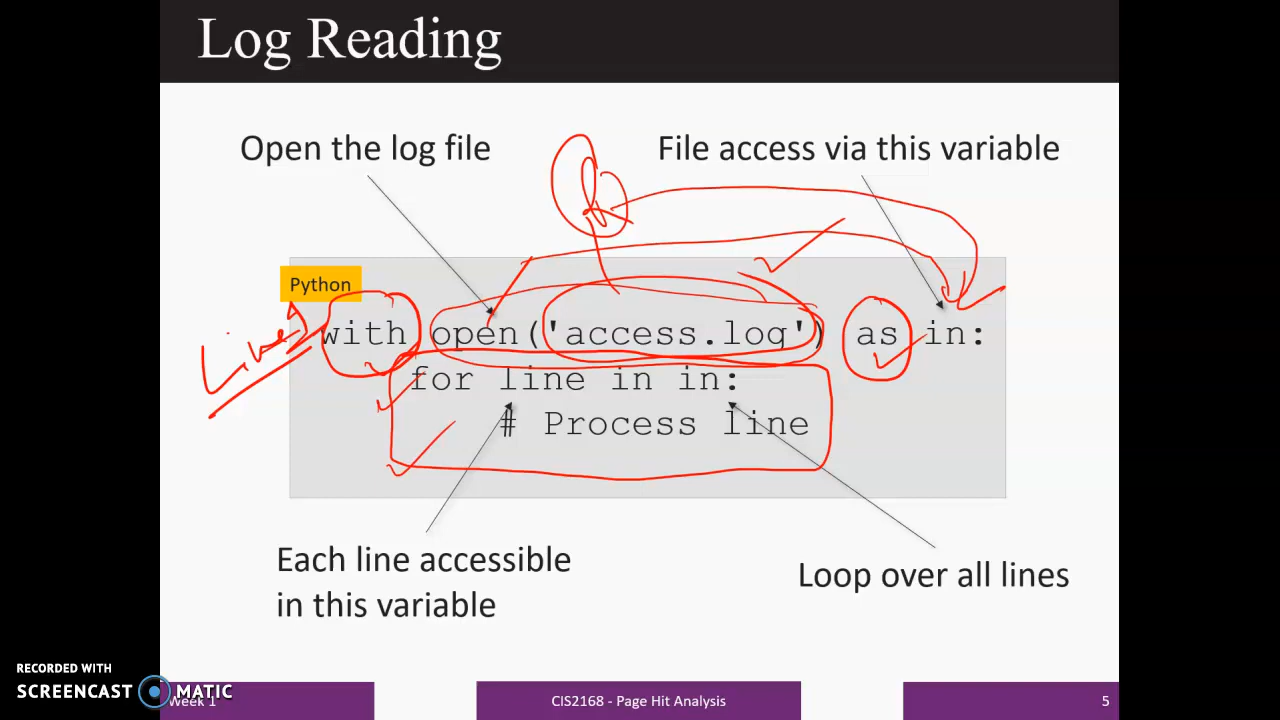 Log Reading
Open the log file
File access via this variable
Python
with open('access.log') as in:
for line in in:
# Process line
Each line accessible
in this variable
Loop over all lines
RECORDED WITH
SCREENCAST MATIC
Week 1
CIS2168 - Page Hit Analysis
5